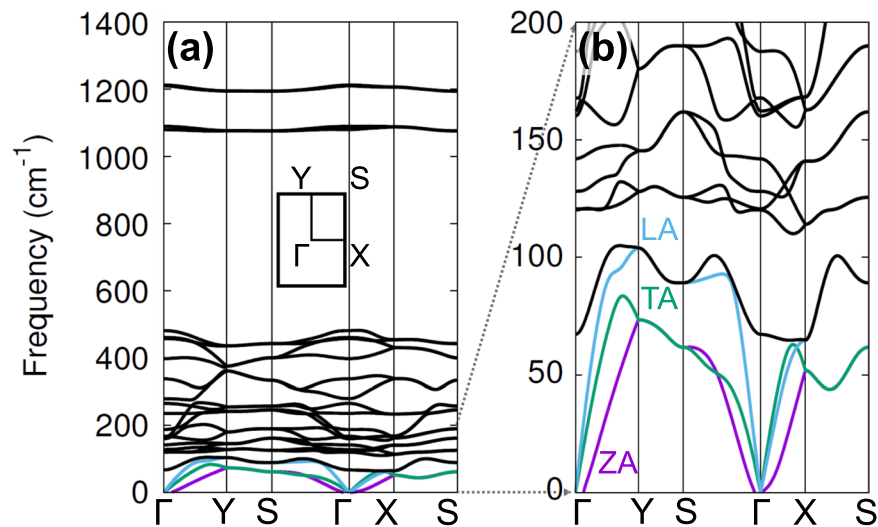 (a)
1400
1200
1000
800
600
400
200
0
Frequency (cm⁻¹)
Y S
Γ X
Γ Y S Γ X S
(b)
200
150
100
50
0
LA
TA
ZA
Γ Y S Γ X S